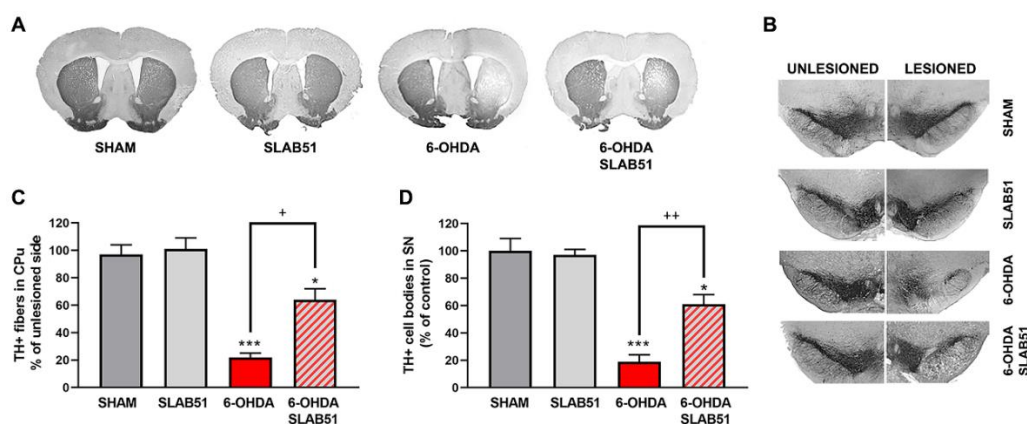 A
SHAM
SLAB51
6-OHDA
6-OHDA
SLAB51
B
UNLESIONED
LESIONED
SHAM
SLAB51
6-OHDA
6-OHDA
SLAB51
C
TH+ fibers in CPu
% of unlesioned side
120
100
80
60
40
20
0
+
***
*
SHAM
SLAB51
6-OHDA
6-OHDA
SLAB51
D
TH+ cell bodies in SN
(% of control)
120
100
80
60
40
20
0
++
***
*
SHAM
SLAB51
6-OHDA
6-OHDA
SLAB51